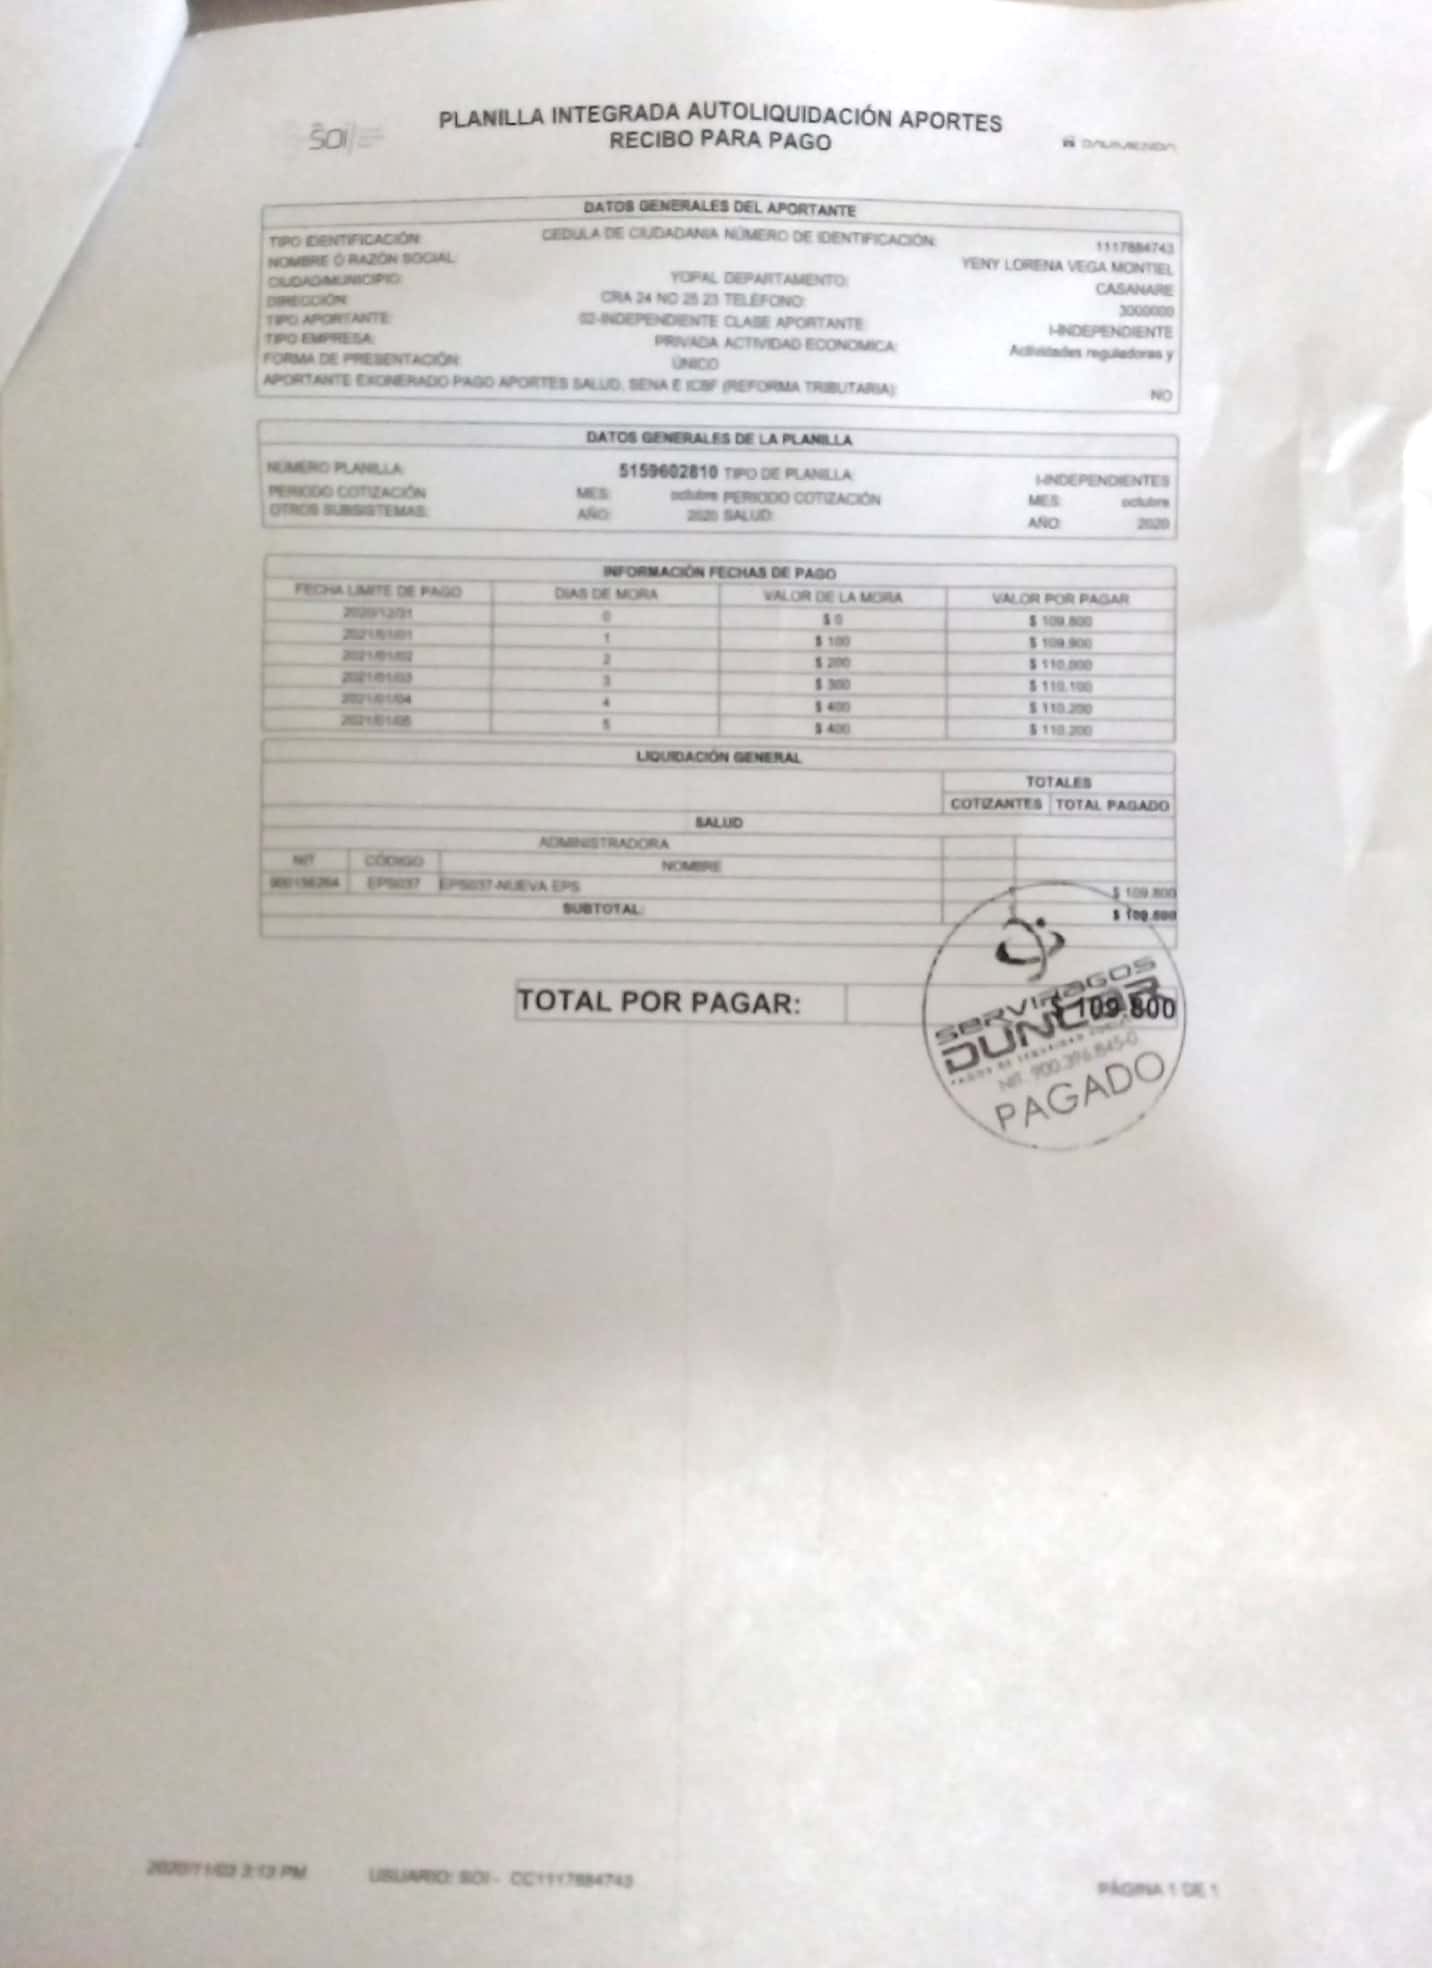 PLANILLA INTEGRADA AUTOLIQUIDACIÓN APORTES
RECIBO PARA PAGO
SOI
DAVIVIENDA
DATOS GENERALES DEL APORTANTE
TIPO IDENTIFICACIÓN: CEDULA DE CIUDADANIA NÚMERO DE IDENTIFICACIÓN: 1117884743
NOMBRE Ó RAZÓN SOCIAL: YENY LORENA VEGA MONTIEL
CIUDAD/MUNICIPIO: YOPAL DEPARTAMENTO: CASANARE
DIRECCIÓN: CRA 24 NO 25 23 TELÉFONO: 3000000
TIPO APORTANTE: 02-INDEPENDIENTE CLASE APORTANTE: I-INDEPENDIENTE
TIPO EMPRESA: PRIVADA ACTIVIDAD ECONOMICA: Actividades reguladoras y
FORMA DE PRESENTACIÓN: ÚNICO
APORTANTE EXONERADO PAGO APORTES SALUD, SENA E ICBF (REFORMA TRIBUTARIA): NO
DATOS GENERALES DE LA PLANILLA
NÚMERO PLANILLA: 5159602810 TIPO DE PLANILLA: I-INDEPENDIENTES
PERIODO COTIZACIÓN MES: octubre PERIODO COTIZACIÓN MES: octubre
OTROS SUBSISTEMAS: AÑO: 2020 SALUD: AÑO: 2020
INFORMACIÓN FECHAS DE PAGO
FECHA LIMITE DE PAGO DIAS DE MORA VALOR DE LA MORA VALOR POR PAGAR
2020/12/31 0 $ 0 $ 109.800
2021/01/01 1 $ 100 $ 109.900
2021/01/02 2 $ 200 $ 110.000
2021/01/03 3 $ 300 $ 110.100
2021/01/04 4 $ 400 $ 110.200
2021/01/05 5 $ 400 $ 110.200
LIQUIDACIÓN GENERAL
TOTALES
COTIZANTES TOTAL PAGADO
SALUD
ADMINISTRADORA
NIT CÓDIGO NOMBRE
900156264 EPS037 EPS037-NUEVA EPS $ 109.800
SUBTOTAL: $ 109.800
TOTAL POR PAGAR: $ 109.800
SERVIPAGOS
PAGOS DE SEGURIDAD SOCIAL
NIT. 900.396.845-0
PAGADO
2020/11/03 3:13 PM USUARIO: SOI - CC1117884743 PÁGINA 1 DE 1